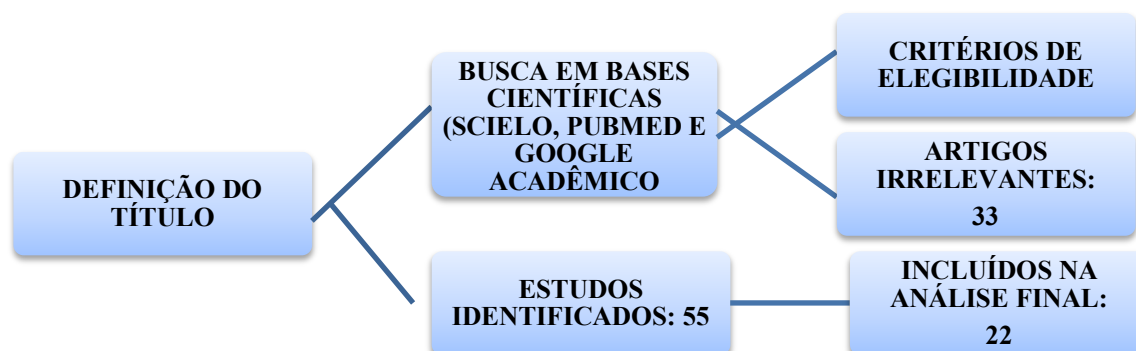 DEFINIÇÃO DO
TÍTULO
BUSCA EM BASES
CIENTÍFICAS
(SCIELO, PUBMED E
GOOGLE
ACADÊMICO
ESTUDOS
IDENTIFICADOS: 55
CRITÉRIOS DE
ELEGIBILIDADE
ARTIGOS
IRRELEVANTES:
33
INCLUÍDOS NA
ANÁLISE FINAL:
22